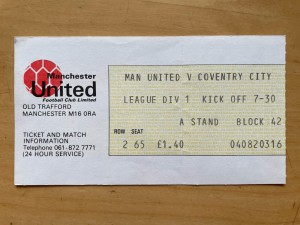 Manchester
United
Football Club Limited
OLD TRAFFORD
MANCHESTER M16 0RA
TICKET AND MATCH
INFORMATION
Telephone 061-872 7771
(24 HOUR SERVICE)
MAN UNITED V COVENTRY CITY
LEAGUE DIV 1 KICK OFF 7-30
A STAND BLOCK 42
ROW SEAT
2 65 £1.40 040820316